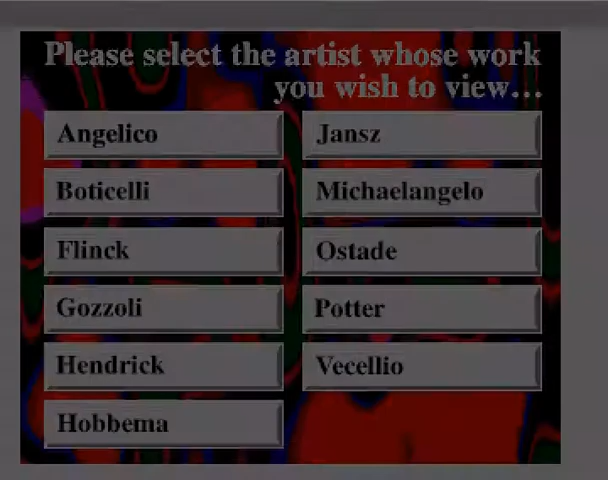 Please select the artist whose work
you wish to view...
Angelico
Boticelli
Flinck
Gozzoli
Hendrick
Hobbema
Jansz
Michaelangelo
Ostade
Potter
Vecellio